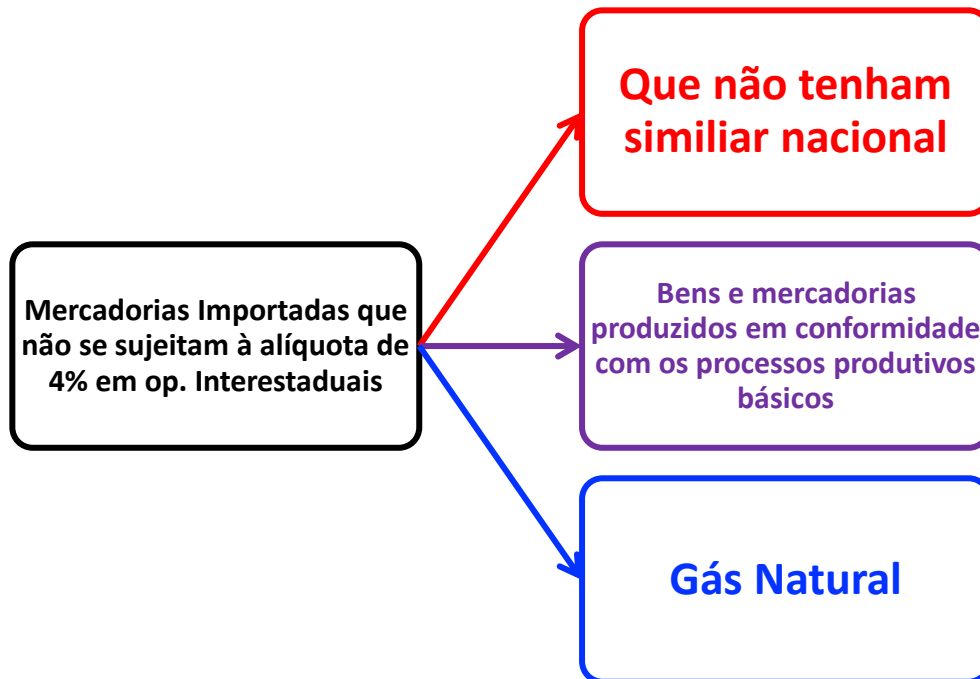 Que não tenham
similiar nacional
Mercadorias Importadas que
não se sujeitam à alíquota de
4% em op. Interestaduais
Bens e mercadorias
produzidos em conformidade
com os processos produtivos
básicos
Gás Natural